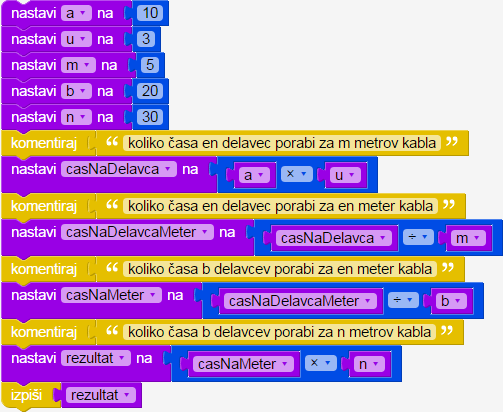 nastavi a na 10
nastavi u na 3
nastavi m na 5
nastavi b na 20
nastavi n na 30
komentiraj “ koliko časa en delavec porabi za m metrov kabla ”
nastavi casNaDelavca na a × u
komentiraj “ koliko časa en delavec porabi za en meter kabla ”
nastavi casNaDelavcaMeter na casNaDelavca ÷ m
komentiraj “ koliko časa b delavcev porabi za en meter kabla ”
nastavi casNaMeter na casNaDelavcaMeter ÷ b
komentiraj “ koliko časa b delavcev porabi za n metrov kabla ”
nastavi rezultat na casNaMeter × n
izpiši rezultat